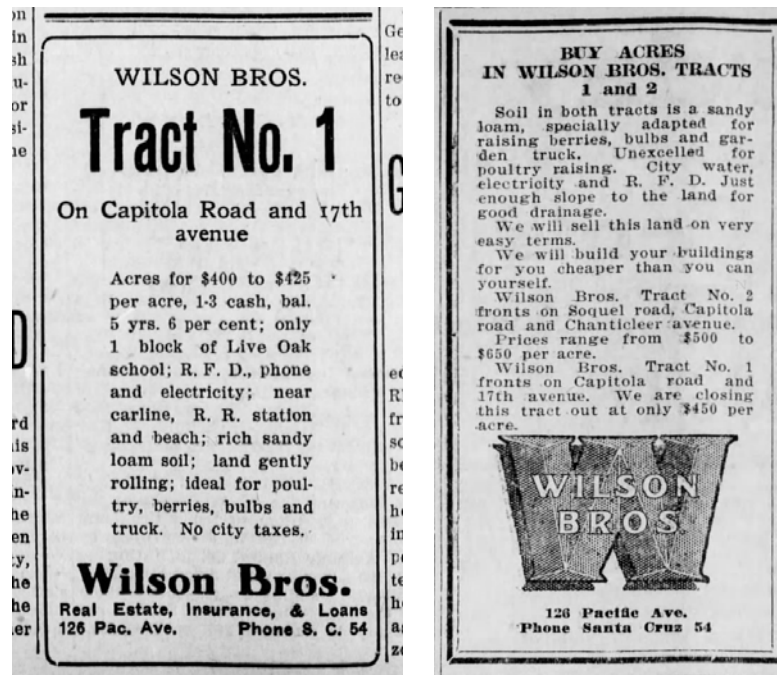 WILSON BROS.
Tract No. 1
On Capitola Road and 17th
avenue
Acres for $400 to $425
per acre, 1-3 cash, bal.
5 yrs. 6 per cent; only
1 block of Live Oak
school; R. F. D., phone
and electricity; near
carline, R. R. station
and beach; rich sandy
loam soil; land gently
rolling; ideal for poul-
try, berries, bulbs and
truck. No city taxes.
Wilson Bros.
Real Estate, Insurance, & Loans
126 Pac. Ave. Phone S. C. 54
BUY ACRES
IN WILSON BROS. TRACTS
1 and 2
Soil in both tracts is a sandy
loam, specially adapted for
raising berries, bulbs and gar-
den truck. Unexcelled for
poultry raising. City water,
electricity and R. F. D. Just
enough slope to the land for
good drainage.
We will sell this land on very
easy terms.
We will build your buildings
for you cheaper than you can
yourself.
Wilson Bros. Tract No. 2
fronts on Soquel road, Capitola
road and Chanticleer avenue.
Prices range from $500 to
$650 per acre.
Wilson Bros. Tract No. 1
fronts on Capitola road and
17th avenue. We are closing
this tract out at only $450 per
acre.
WILSON
BROS.
126 Pacific Ave.
Phone Santa Cruz 54